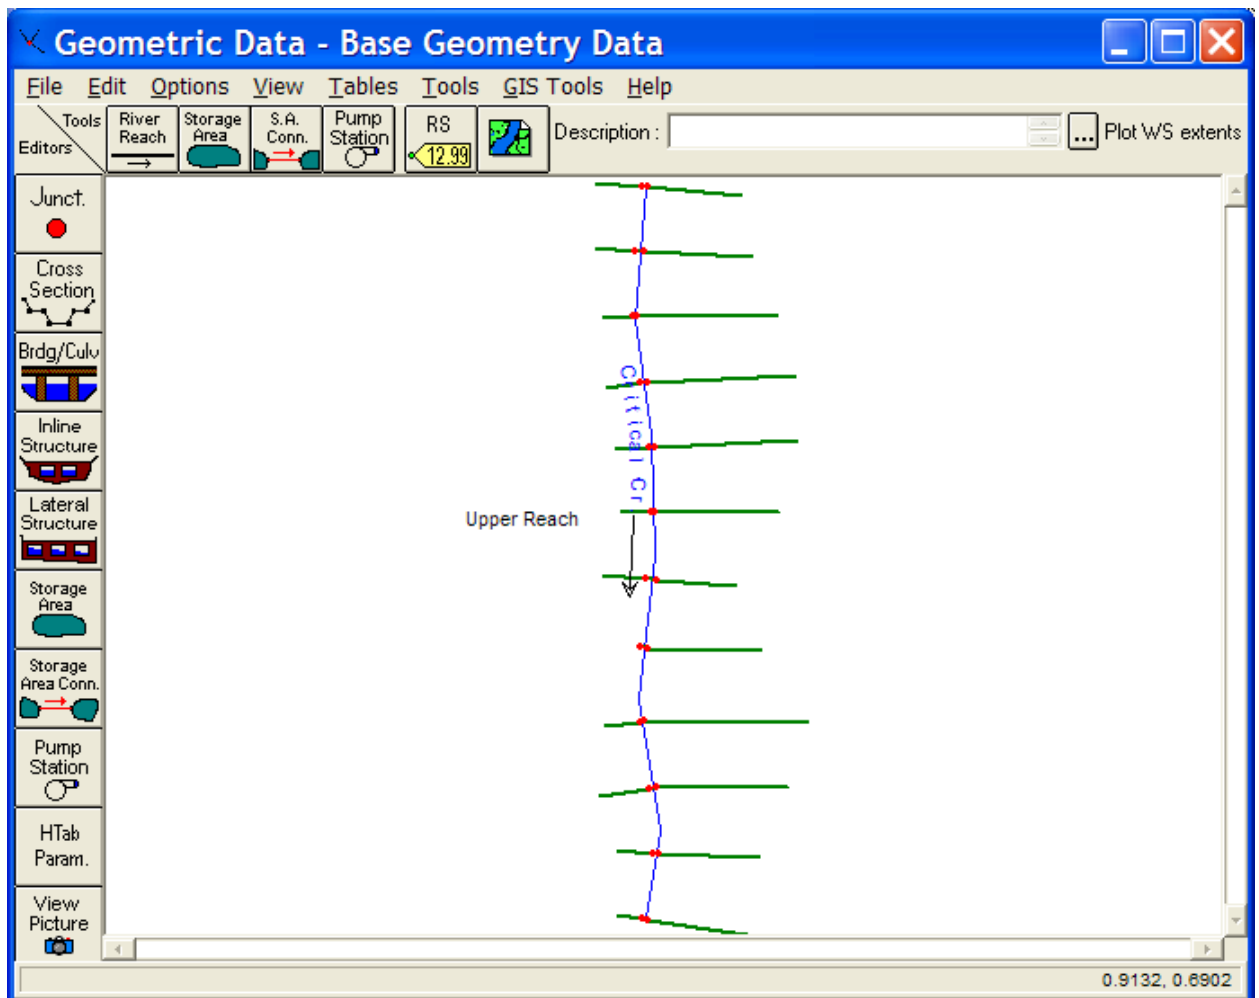 Geometric Data - Base Geometry Data
File Edit Options View Tables Tools GIS Tools Help
Tools
Editors
River
Reach
Storage
Area
S.A.
Conn.
Pump
Station
RS
12.99
Description :
...
Plot WS extents
Junct.
Cross
Section
Brdg/Culv
Inline
Structure
Lateral
Structure
Storage
Area
Storage
Area Conn.
Pump
Station
HTab
Param.
View
Picture
Critical Cr
Upper Reach
0.9132, 0.6902